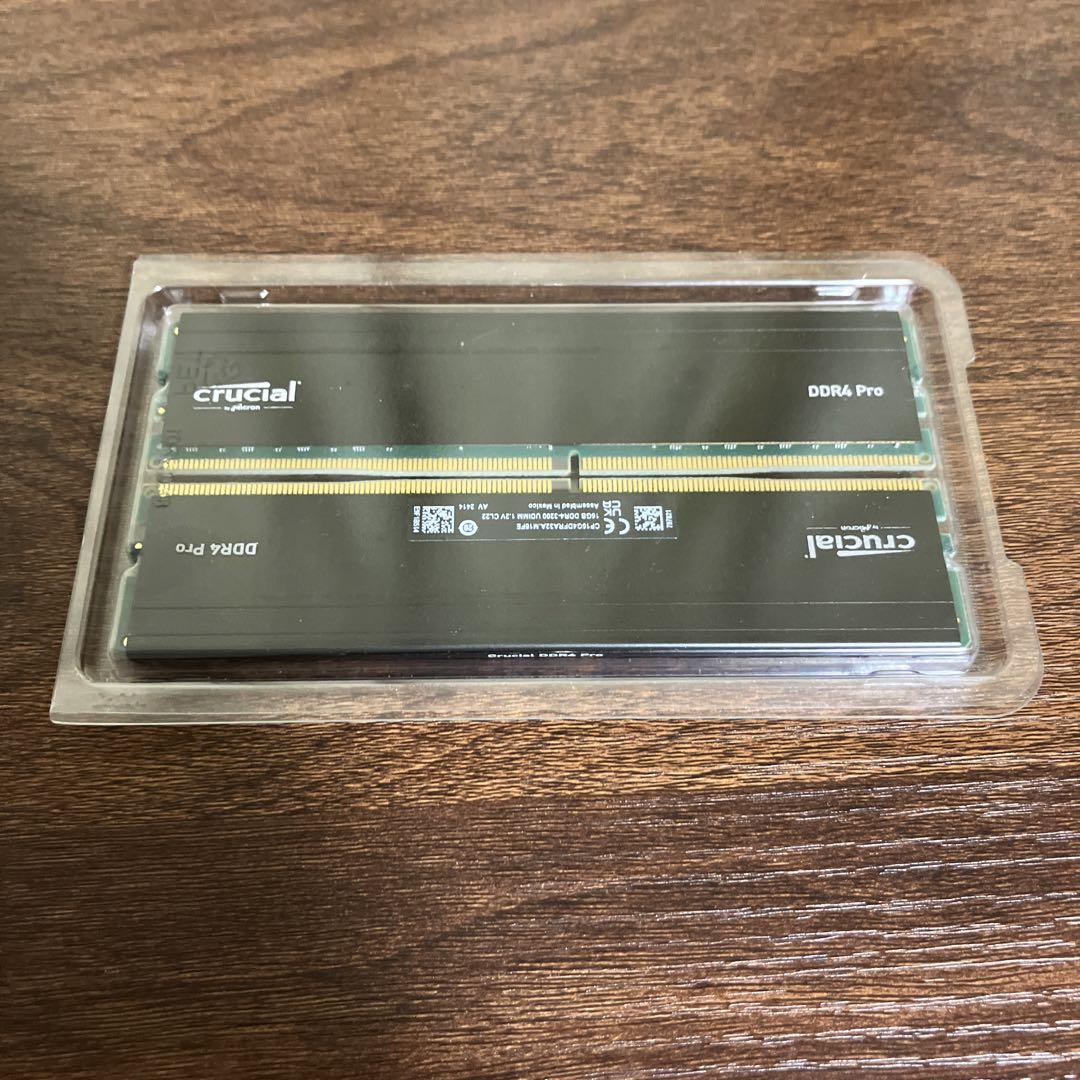 crucial
by Micron
DDR4 Pro
CP16G4DFRA32A.M16FE
16GB DDR4-3200 UDIMM 1.2V CL22
Assembled in Mexico
AV 2414
crucial
by Micron
DDR4 Pro
Crucial DDR4 Pro